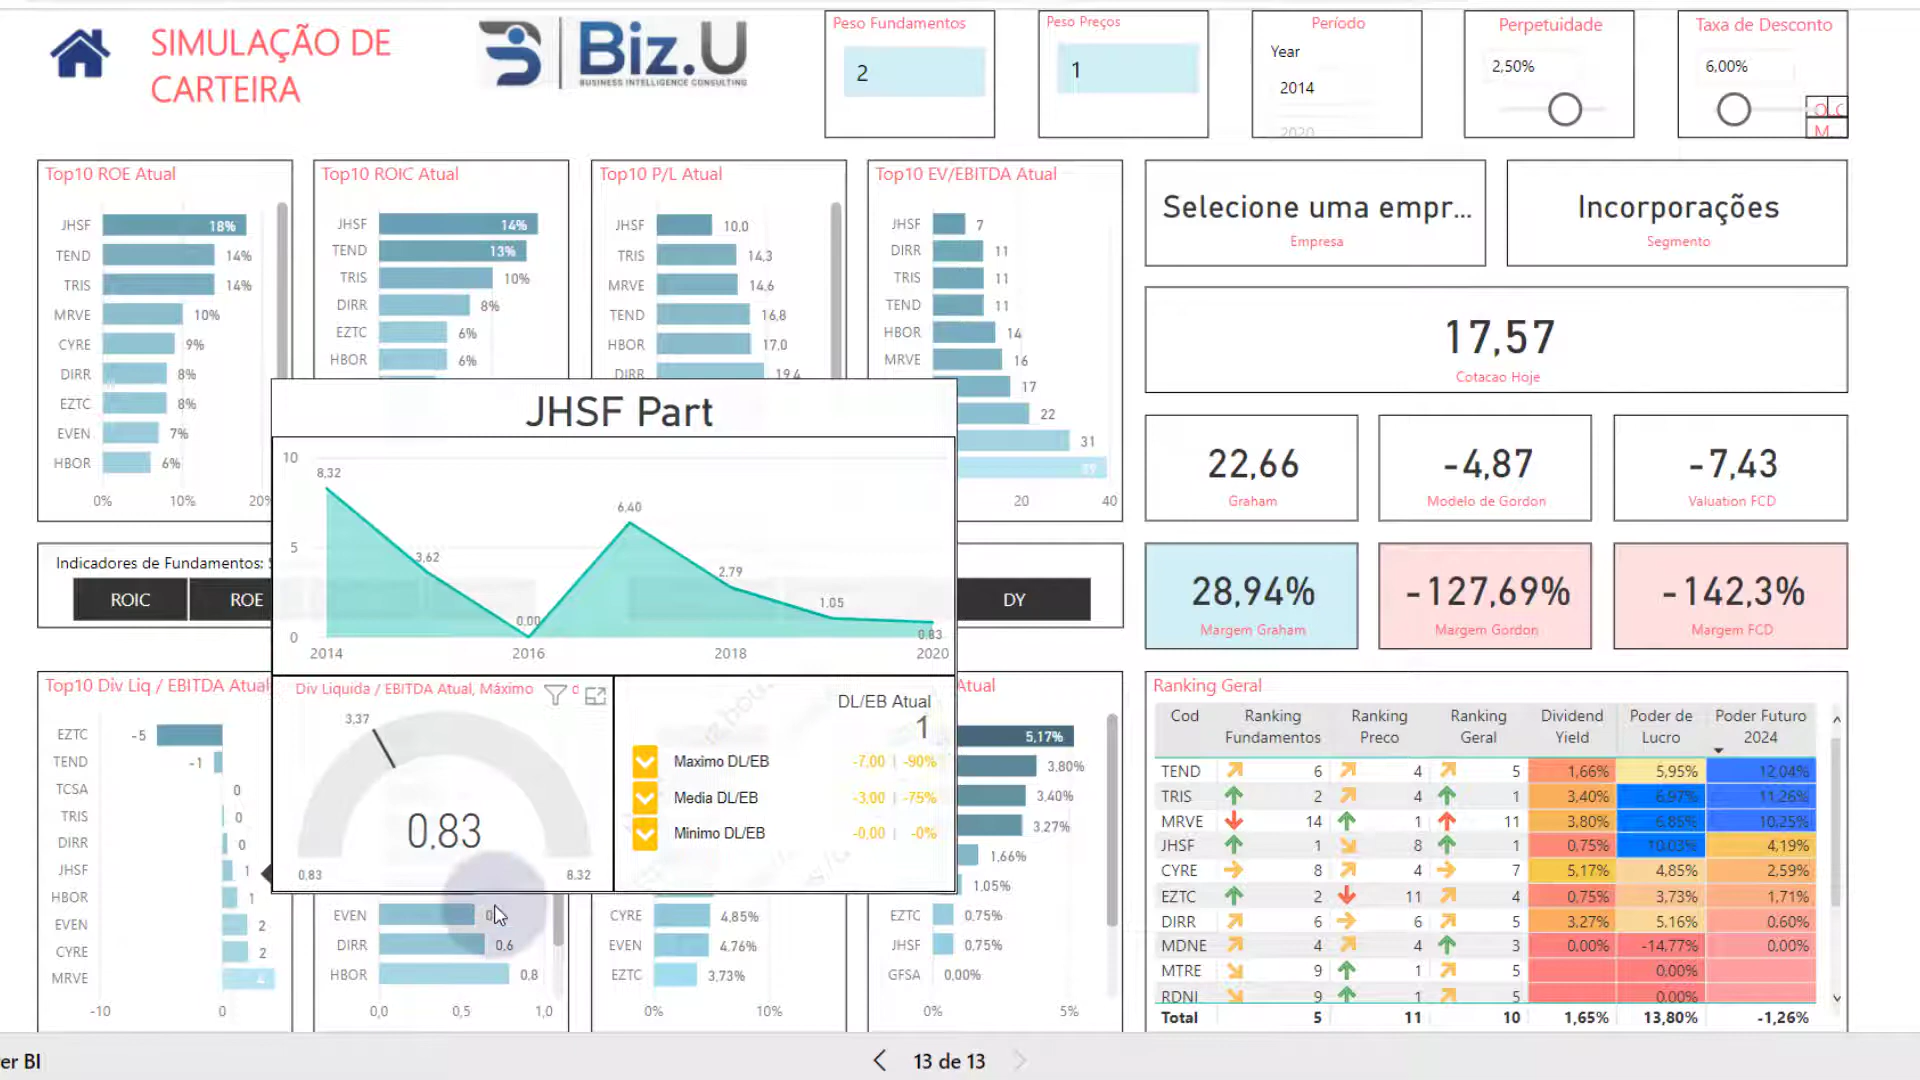 SIMULAÇÃO DE
CARTEIRA
Biz.U
BUSINESS INTELLIGENCE CONSULTING
Peso Fundamentos
2
Peso Preços
1
Período
Year
2014
2020
Perpetuidade
2,50%
Taxa de Desconto
6,00%
Top10 ROE Atual
JHSF 18%
TEND 14%
TRIS 14%
MRVE 10%
CYRE 9%
DIRR 8%
EZTC 8%
EVEN 7%
HBOR 6%
0% 10% 20%
Top10 ROIC Atual
JHSF 14%
TEND 13%
TRIS 10%
DIRR 8%
EZTC 6%
HBOR 6%
Top10 P/L Atual
JHSF 10,0
TRIS 14,3
MRVE 14,6
TEND 16,8
HBOR 17,0
DIRR 19,4
Top10 EV/EBITDA Atual
JHSF 7
DIRR 11
TRIS 11
TEND 11
HBOR 14
MRVE 16
17
22
31
20 40
Selecione uma empr...
Empresa
Incorporações
Segmento
17,57
Cotacao Hoje
22,66
Graham
-4,87
Modelo de Gordon
-7,43
Valuation FCD
28,94%
Margem Graham
-127,69%
Margem Gordon
-142,3%
Margem FCD
Indicadores de Fundamentos:
ROIC ROE DY
JHSF Part
10
5
0
8,32
3,62
0,00
6,40
2,79
1,05
0,83
2014 2016 2018 2020
Div Liquida / EBITDA Atual, Máximo
3,37
0,83
0,83 8,32
DL/EB Atual
1
Maximo DL/EB -7,00 | -90%
Media DL/EB -3,00 | -75%
Minimo DL/EB -0,00 | -0%
Top10 Div Liq / EBITDA Atual
EZTC -5
TEND -1
TCSA 0
TRIS 0
DIRR 0
JHSF 1
HBOR 1
EVEN 2
CYRE 2
MRVE 4
-10 0
EVEN
DIRR 0,6
HBOR 0,8
0,0 0,5 1,0
CYRE 4,85%
EVEN 4,76%
EZTC 3,73%
0% 10%
Atual
5,17%
3,80%
3,40%
3,27%
1,66%
1,05%
EZTC 0,75%
JHSF 0,75%
GFSA 0,00%
0% 5%
Ranking Geral
Cod Ranking Fundamentos Ranking Preco Ranking Geral Dividend Yield Poder de Lucro Poder Futuro 2024
TEND 6 4 5 1,66% 5,95% 12,04%
TRIS 2 4 1 3,40% 6,97% 11,26%
MRVE 14 1 11 3,80% 6,85% 10,25%
JHSF 1 8 1 0,75% 10,03% 4,19%
CYRE 8 4 7 5,17% 4,85% 2,59%
EZTC 2 11 4 0,75% 3,73% 1,71%
DIRR 6 6 5 3,27% 5,16% 0,60%
MDNE 4 4 3 0,00% -14,77% 0,00%
MTRE 9 1 5 0,00%
RDNI 9 1 5 0,00%
Total 5 11 10 1,65% 13,80% -1,26%
er BI
13 de 13